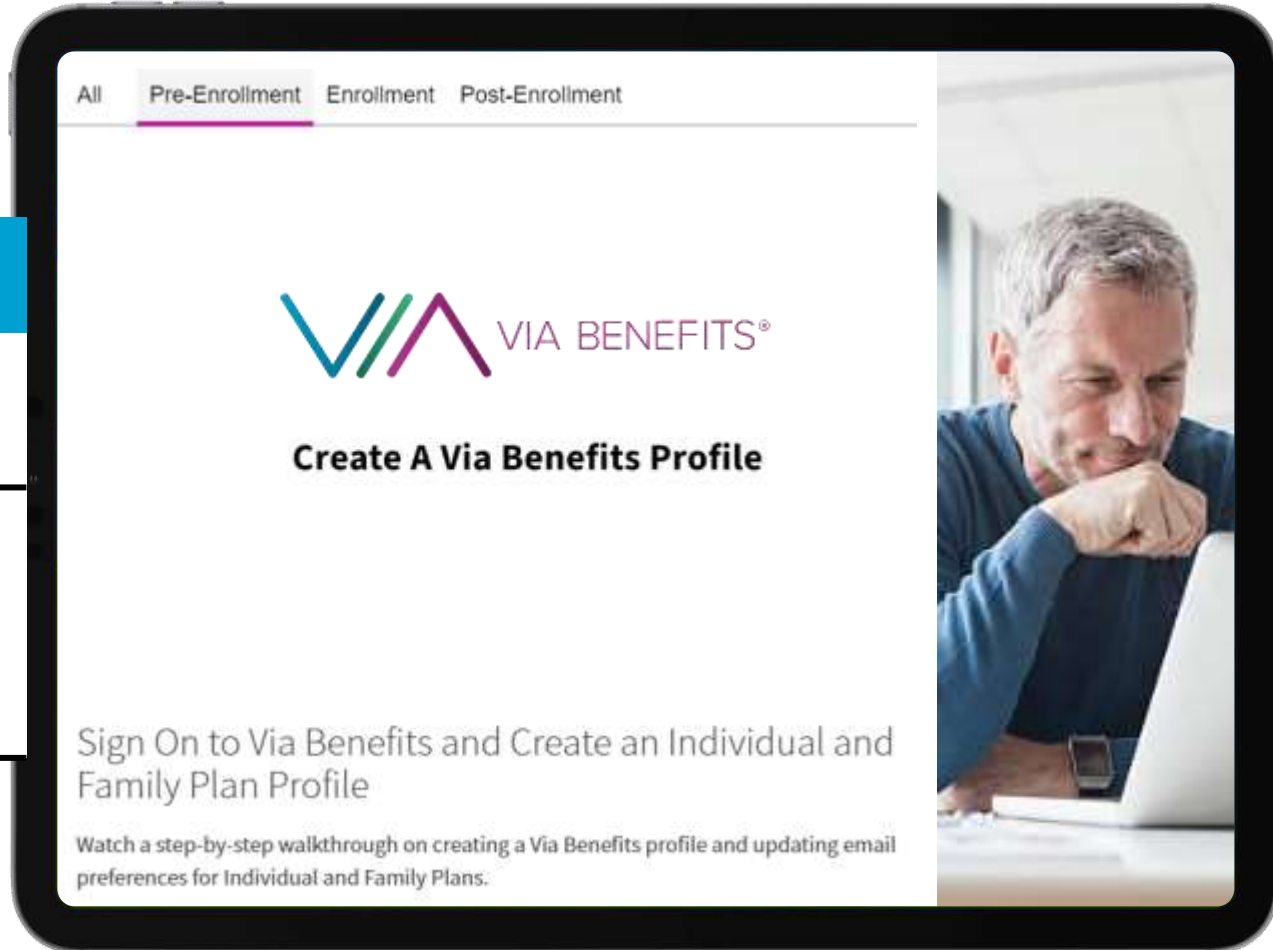 All Pre-Enrollment Enrollment Post-Enrollment
VIA VIA BENEFITS®
Create A Via Benefits Profile
Sign On to Via Benefits and Create an Individual and
Family Plan Profile
Watch a step-by-step walkthrough on creating a Via Benefits profile and updating email
preferences for Individual and Family Plans.